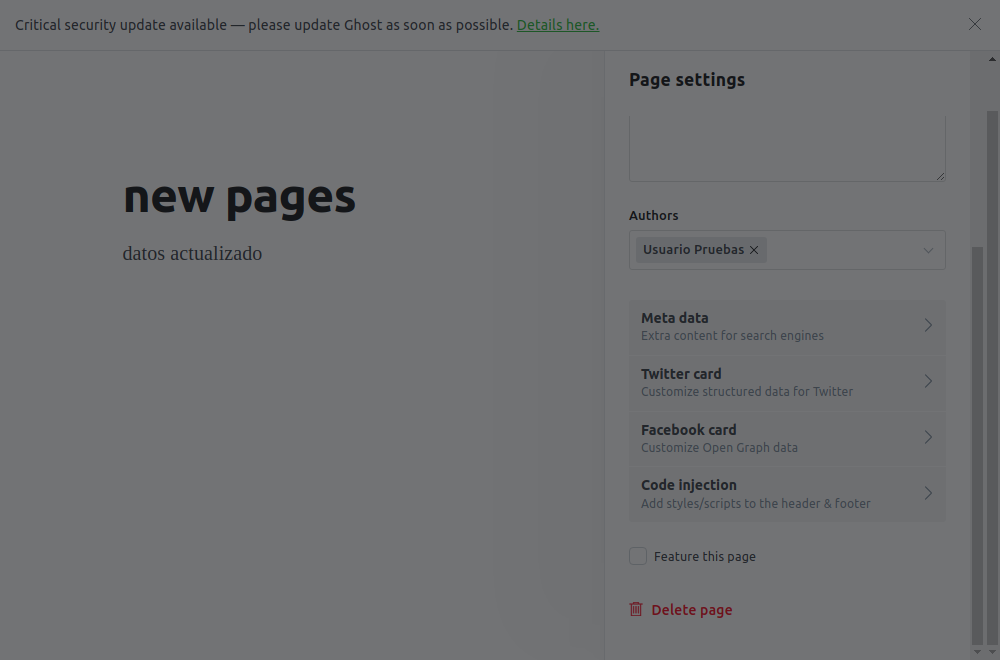 Critical security update available — please update Ghost as soon as possible. Details here.
Page settings
new pages
datos actualizado
Authors
Usuario Pruebas
Meta data
Extra content for search engines
Twitter card
Customize structured data for Twitter
Facebook card
Customize Open Graph data
Code injection
Add styles/scripts to the header & footer
Feature this page
Delete page